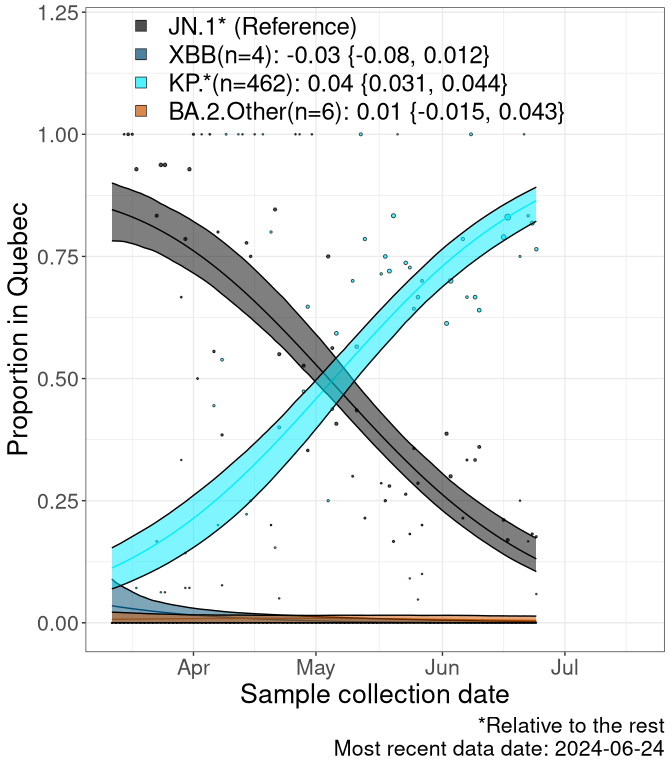 JN.1* (Reference)
XBB(n=4): -0.03 {-0.08, 0.012}
KP.*(n=462): 0.04 {0.031, 0.044}
BA.2.Other(n=6): 0.01 {-0.015, 0.043}
1.25
1.00
0.75
0.50
0.25
0.00
Proportion in Quebec
Apr May Jun Jul
Sample collection date
*Relative to the rest
Most recent data date: 2024-06-24